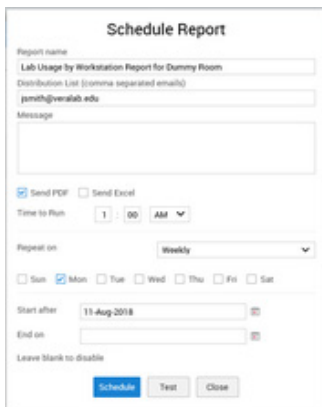 Schedule Report
Report name
Lab Usage by Workstation Report for Dummy Room
Distribution List (comma separated emails)
jsmith@veralab.edu
Message
Send PDF Send Excel
Time to Run 1 : 00 AM
Repeat on Weekly
Sun Mon Tue Wed Thu Fri Sat
Start after 11-Aug-2018
End on
Leave blank to disable
Schedule Test Close